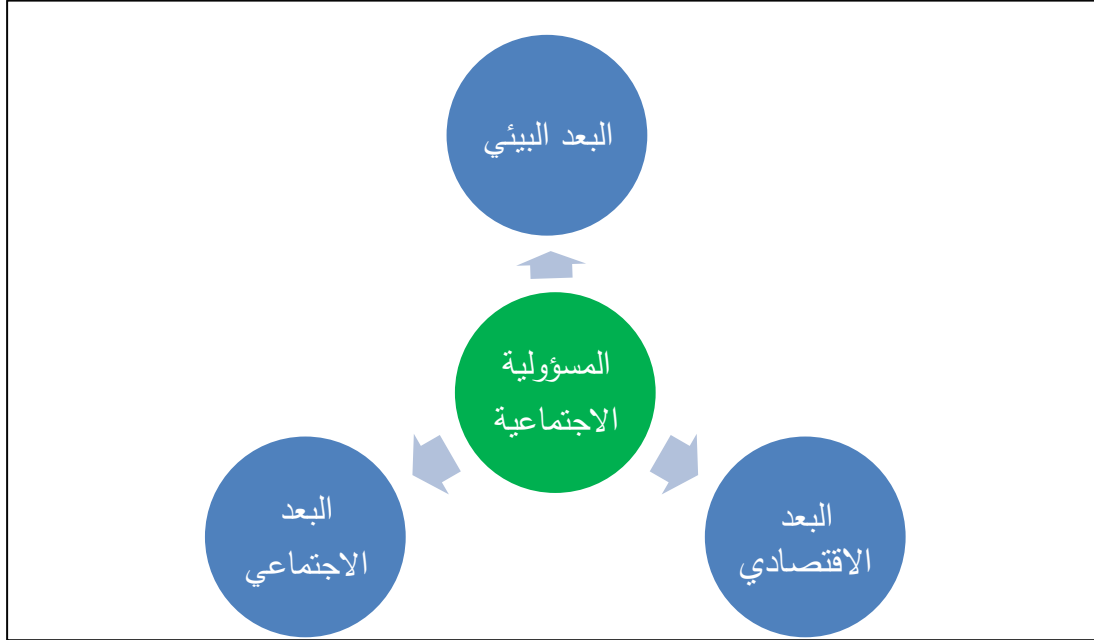 البعد البيئي
المسؤولية
الاجتماعية
البعد
الاقتصادي
البعد
الاجتماعي